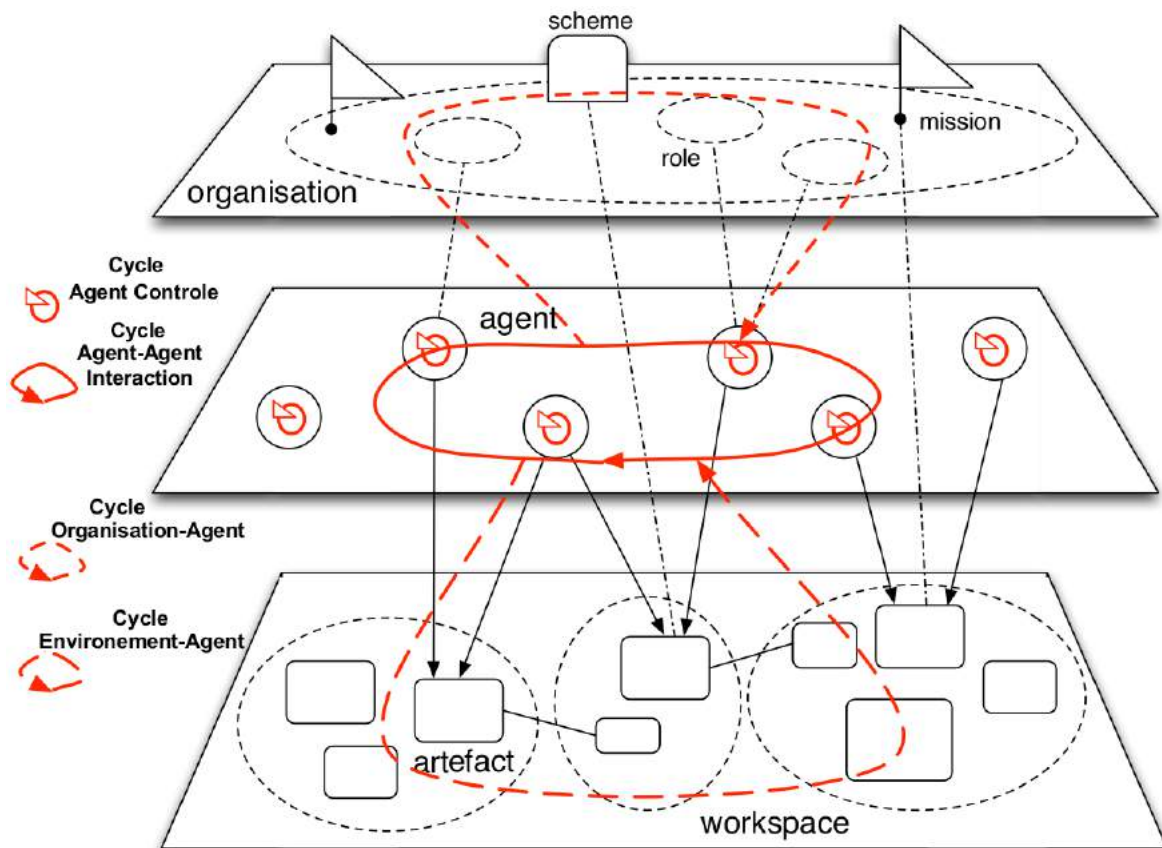 scheme
mission
role
organisation
Cycle
Agent Controle
Cycle
Agent-Agent
Interaction
agent
Cycle
Organisation-Agent
Cycle
Environement-Agent
artefact
workspace